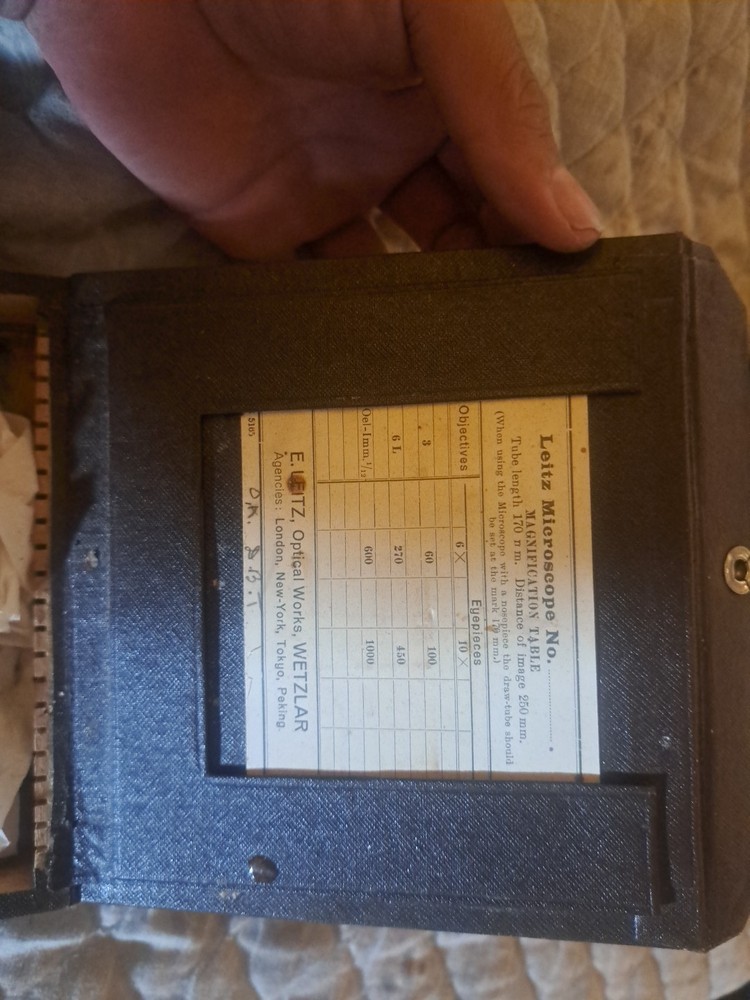 Leitz Microscope No.
MAGNIFICATION TABLE
Tube length 170 mm. Distance of image 250 mm.
(When using the Microscope with a nosepiece the draw-tube should
be set at the mark mm.)
Objectives Eyepieces
6 × 10 ×
3 60 100
6 L 270 450
Oel-Imm. 1/12 600 1000
E. LEITZ, Optical Works, WETZLAR
Agencies: London, New-York, Tokyo, Peking.
5165